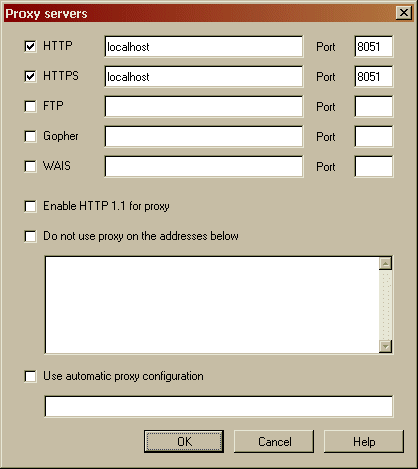 Proxy servers
HTTP localhost Port 8051
HTTPS localhost Port 8051
FTP Port
Gopher Port
WAIS Port
Enable HTTP 1.1 for proxy
Do not use proxy on the addresses below
Use automatic proxy configuration
OK Cancel Help